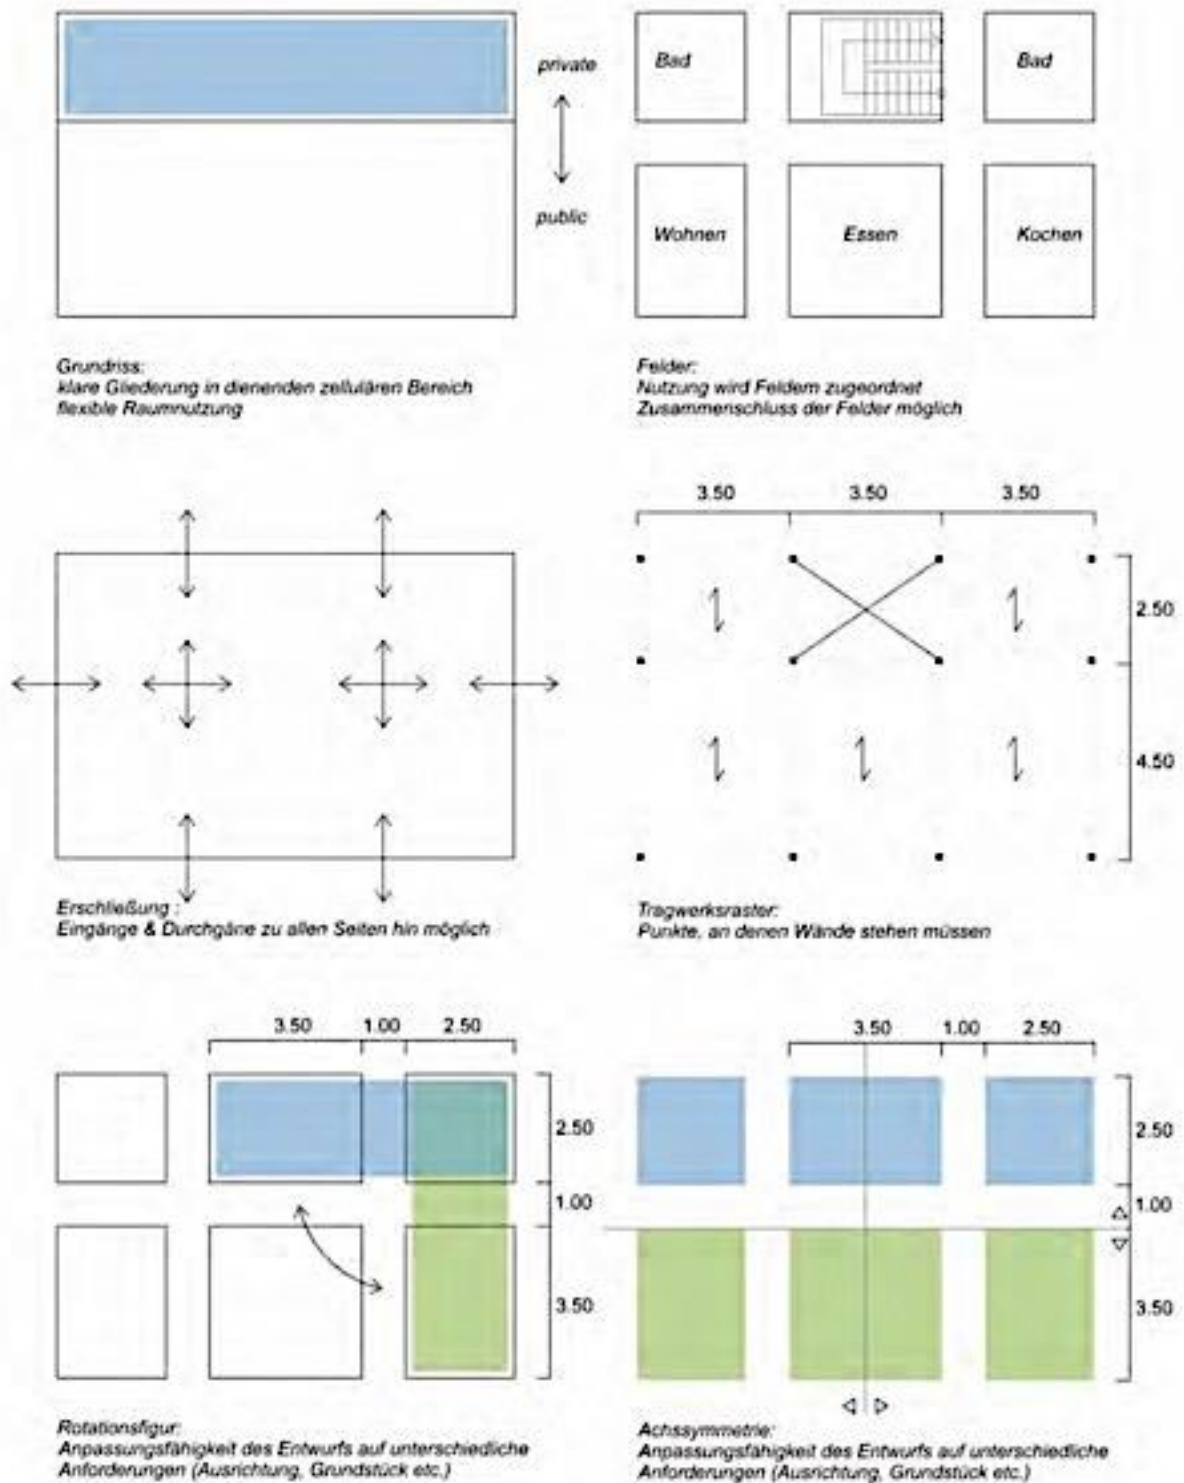 private
public
Bad
Bad
Wohnen
Essen
Kochen
Grundriss:
klare Gliederung in dienenden zellulären Bereich
flexible Raumnutzung
Felder:
Nutzung wird Feldern zugeordnet
Zusammenschluss der Felder möglich
Erschließung :
Eingänge & Durchgäne zu allen Seiten hin möglich
3.50 3.50 3.50
2.50
4.50
Tragwerksraster:
Punkte, an denen Wände stehen müssen
3.50 1.00 2.50
2.50
1.00
3.50
Rotationsfigur:
Anpassungsfähigkeit des Entwurfs auf unterschiedliche
Anforderungen (Ausrichtung, Grundstück etc.)
3.50 1.00 2.50
2.50
1.00
3.50
Achssymmetrie:
Anpassungsfähigkeit des Entwurfs auf unterschiedliche
Anforderungen (Ausrichtung, Grundstück etc.)